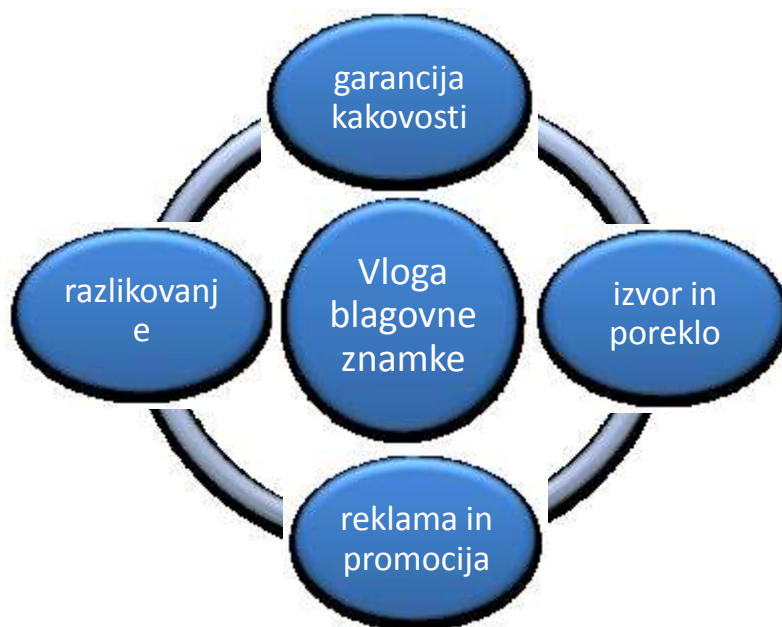 garancija
kakovosti
razlikovanj
e
Vloga
blagovne
znamke
izvor in
poreklo
reklama in
promocija